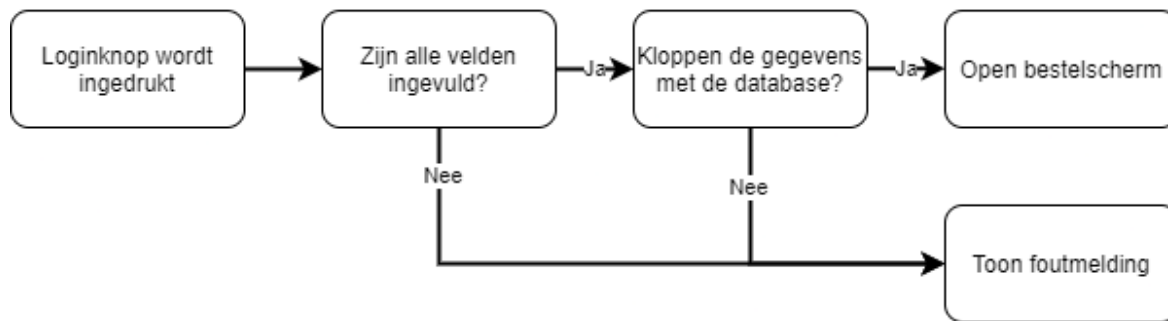 Loginknop wordt
ingedrukt
Zijn alle velden
ingevuld?
Ja
Kloppen de gegevens
met de database?
Ja
Open bestelscherm
Nee
Nee
Toon foutmelding